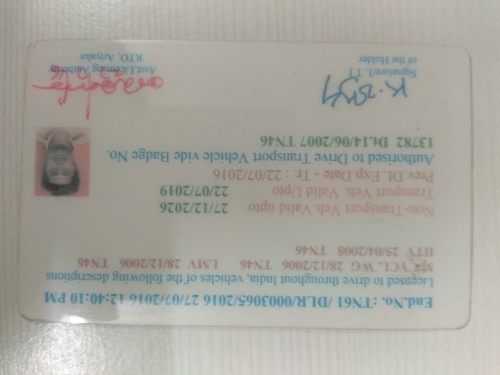 End.No. : TN61 /DLR/0003065/2016 27/07/2016 12:40:10 PM
Licensed to drive throughout India, vehicles of the following descriptions
MCYCL. WG 28/12/2006 TN46 LMV 28/12/2006 TN46
HTV 25/04/2008 TN46
Non-Transport Veh. Valid upto 27/12/2026
Transport Veh. Valid Upto 22/07/2019
Prev. DL Exp. Date - Tr : 22/07/2016
Authorised to Drive Transport Vehicle vide Badge No.
13782 Dt.14/06/2007 TN46
Signature/LTI
of the Holder
Asst Licensing Authority
RTO, Ariyalur